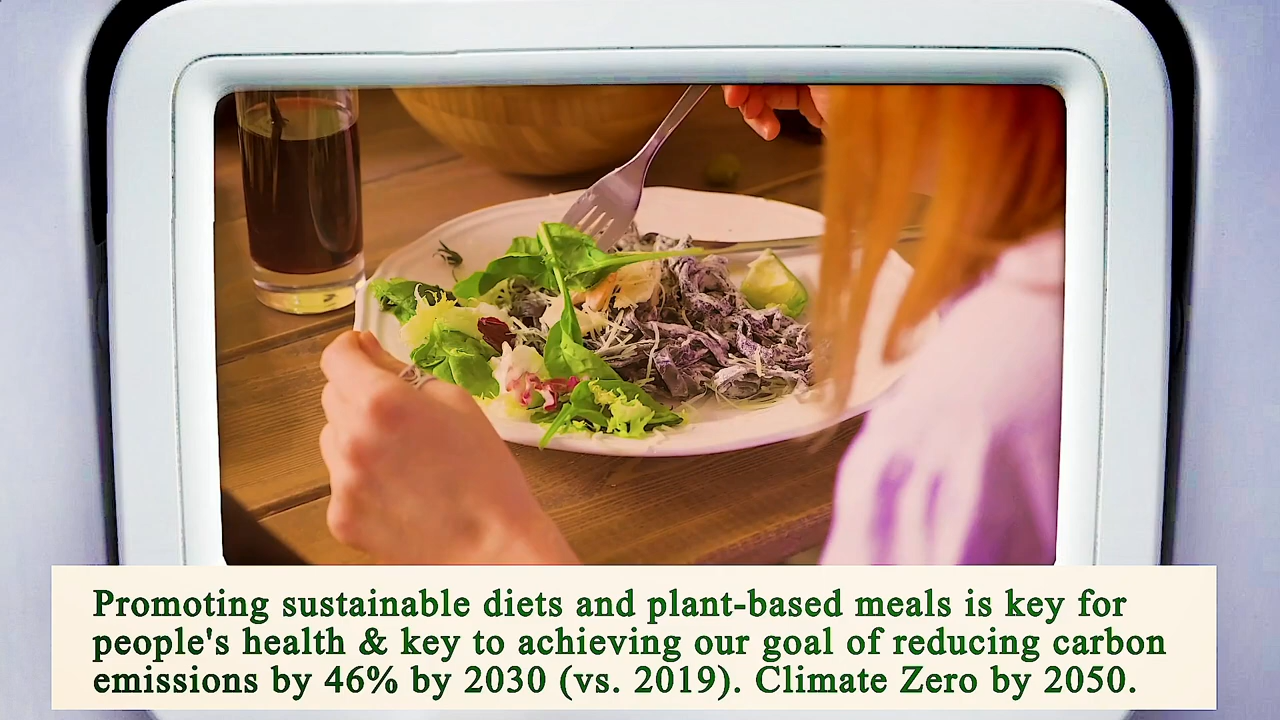 Promoting sustainable diets and plant-based meals is key for
people's health & key to achieving our goal of reducing carbon
emissions by 46% by 2030 (vs. 2019). Climate Zero by 2050.